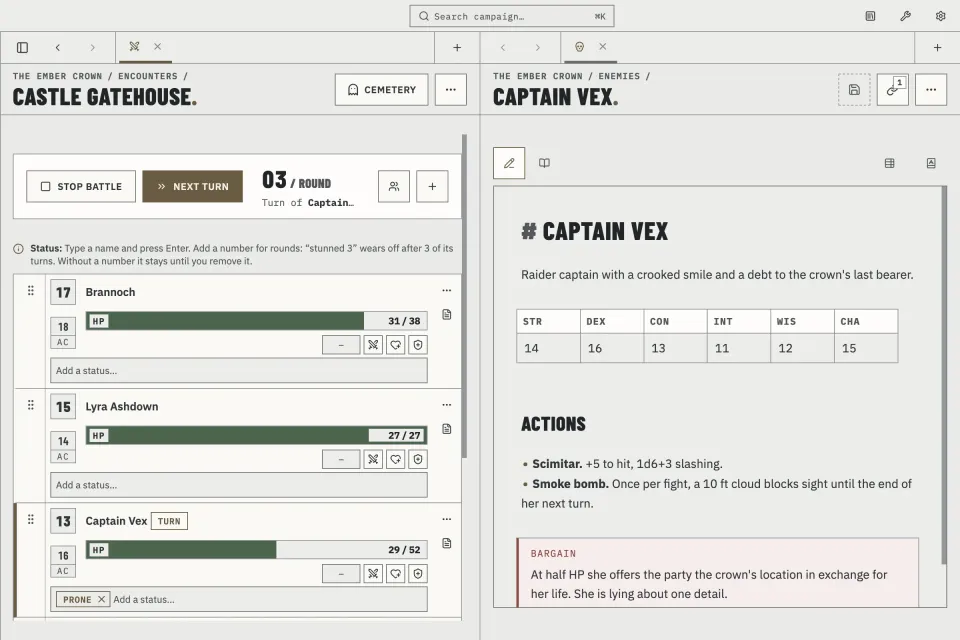 Search campaign… ⌘K
THE EMBER CROWN / ENCOUNTERS /
CASTLE GATEHOUSE.
CEMETERY
STOP BATTLE
NEXT TURN
03 / ROUND
Turn of Captain…
Status: Type a name and press Enter. Add a number for rounds: “stunned 3” wears off after 3 of its
turns. Without a number it stays until you remove it.
17 Brannoch
18 AC
HP 31 / 38
–
Add a status…
15 Lyra Ashdown
14 AC
HP 27 / 27
–
Add a status…
13 Captain Vex TURN
16 AC
HP 29 / 52
–
PRONE Add a status…
THE EMBER CROWN / ENEMIES /
CAPTAIN VEX.
1
# CAPTAIN VEX
Raider captain with a crooked smile and a debt to the crown's last bearer.
STR DEX CON INT WIS CHA
14 16 13 11 12 15
ACTIONS
• Scimitar. +5 to hit, 1d6+3 slashing.
• Smoke bomb. Once per fight, a 10 ft cloud blocks sight until the end of
her next turn.
BARGAIN
At half HP she offers the party the crown's location in exchange for
her life. She is lying about one detail.